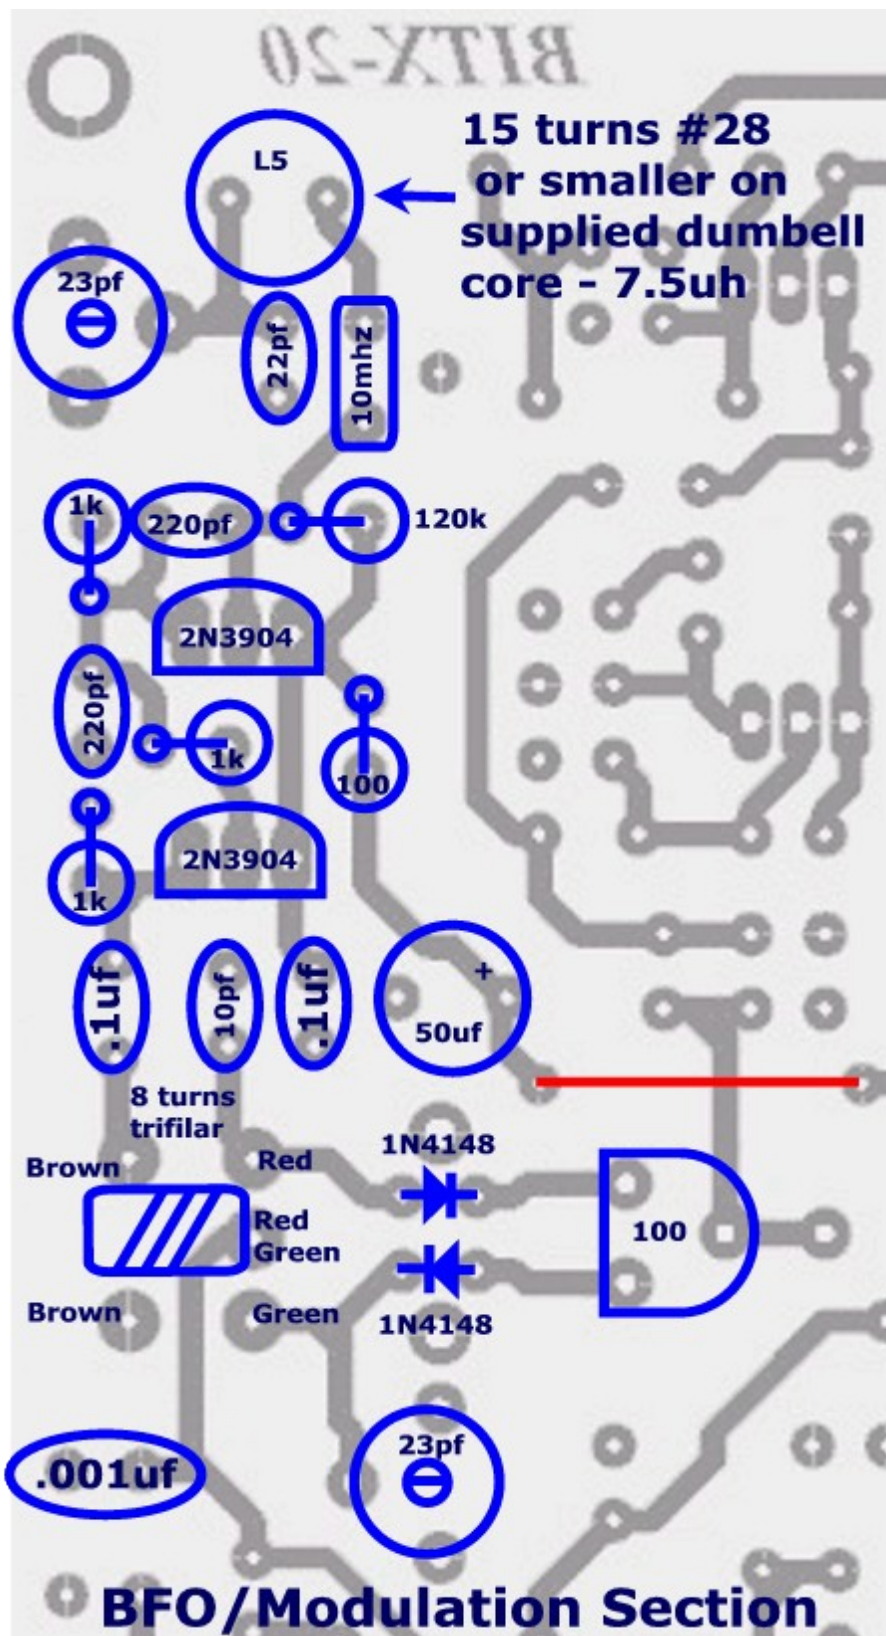 BITX-20
15 turns #28
or smaller on
supplied dumbell
core - 7.5uh
L5
23pf
22pf
10mhz
1k
220pf
120k
2N3904
220pf
1k
100
2N3904
1k
.1uf
10pf
.1uf
+
50uf
8 turns
trifilar
1N4148
Brown
Red
Red
Green
100
Brown
Green
1N4148
23pf
.001uf
BFO/Modulation Section